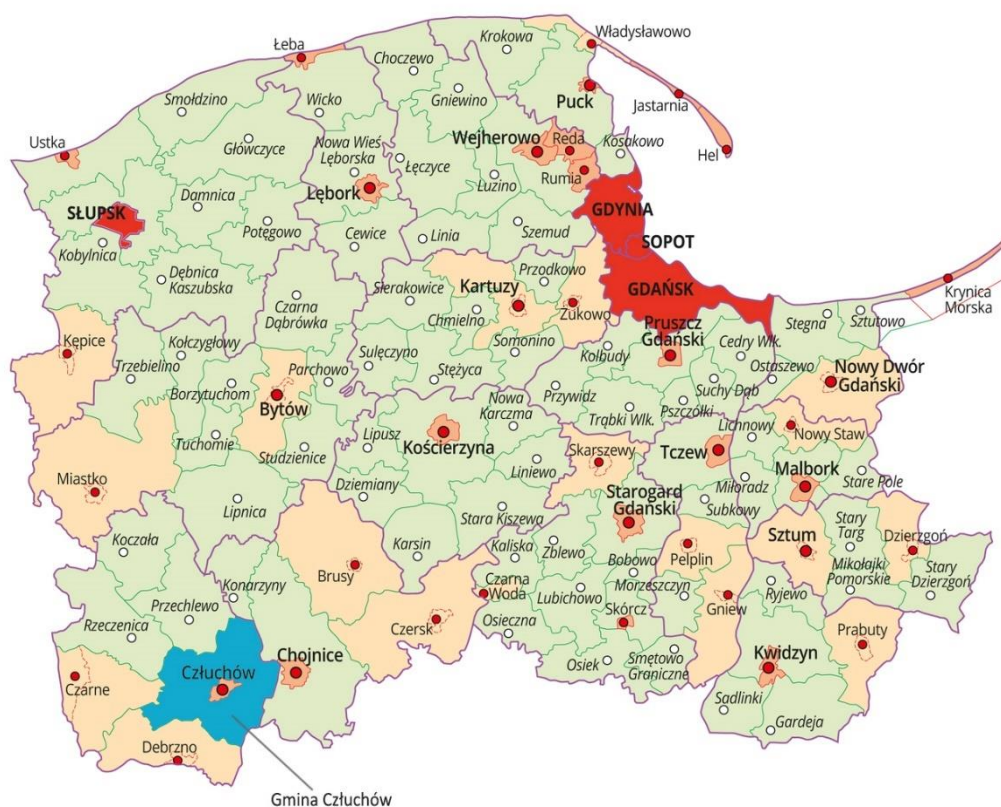 Krokowa
Władysławowo
Łeba
Choczewo
Jastarnia
Puck
Gniewino
Wicko
Smołdzino
Hel
Kosakowo
Reda
Wejherowo
Rumia
Ustka
Główczyce
Nowa Wieś
Lęborska
Łęczyce
Luzino
Lębork
Damnica
SŁUPSK
GDYNIA
Potęgowo
Cewice
Linia
Szemud
SOPOT
Kobylnica
Dębnica
Kaszubska
Przodkowo
Sierakowice
Kartuzy
GDAŃSK
Czarna
Dąbrówka
Chmielno
Żukowo
Krynica
Morska
Stegna
Sztutowo
Pruszcz
Gdański
Kępice
Kołczygłowy
Trzebielino
Sulęczyno
Somonino
Kolbudy
Cedry Wlk.
Ostaszewo
Nowy Dwór
Gdański
Parchowo
Stężyca
Borzytuchom
Bytów
Przywidz
Suchy Dąb
Nowa
Karczma
Trąbki Wlk.
Pszczółki
Lichnowy
Nowy Staw
Tuchomie
Studzienice
Lipusz
Kościerzyna
Skarszewy
Tczew
Liniewo
Malbork
Miastko
Dziemiany
Miłoradz
Stare Pole
Lipnica
Starogard
Gdański
Subkowy
Stara Kiszewa
Sztum
Stary
Targ
Dzierzgoń
Koczała
Karsin
Kaliska
Zblewo
Bobowo
Pelplin
Mikołajki
Pomorskie
Stary
Dzierzgoń
Konarzyny
Brusy
Czarna
Woda
Lubichowo
Morzeszczyn
Ryjewo
Przechlewo
Rzeczenica
Czersk
Osieczna
Skórcz
Gniew
Prabuty
Człuchów
Chojnice
Osiek
Smętowo
Graniczne
Kwidzyn
Czarne
Sadlinki
Gardeja
Debrzno
Gmina Człuchów